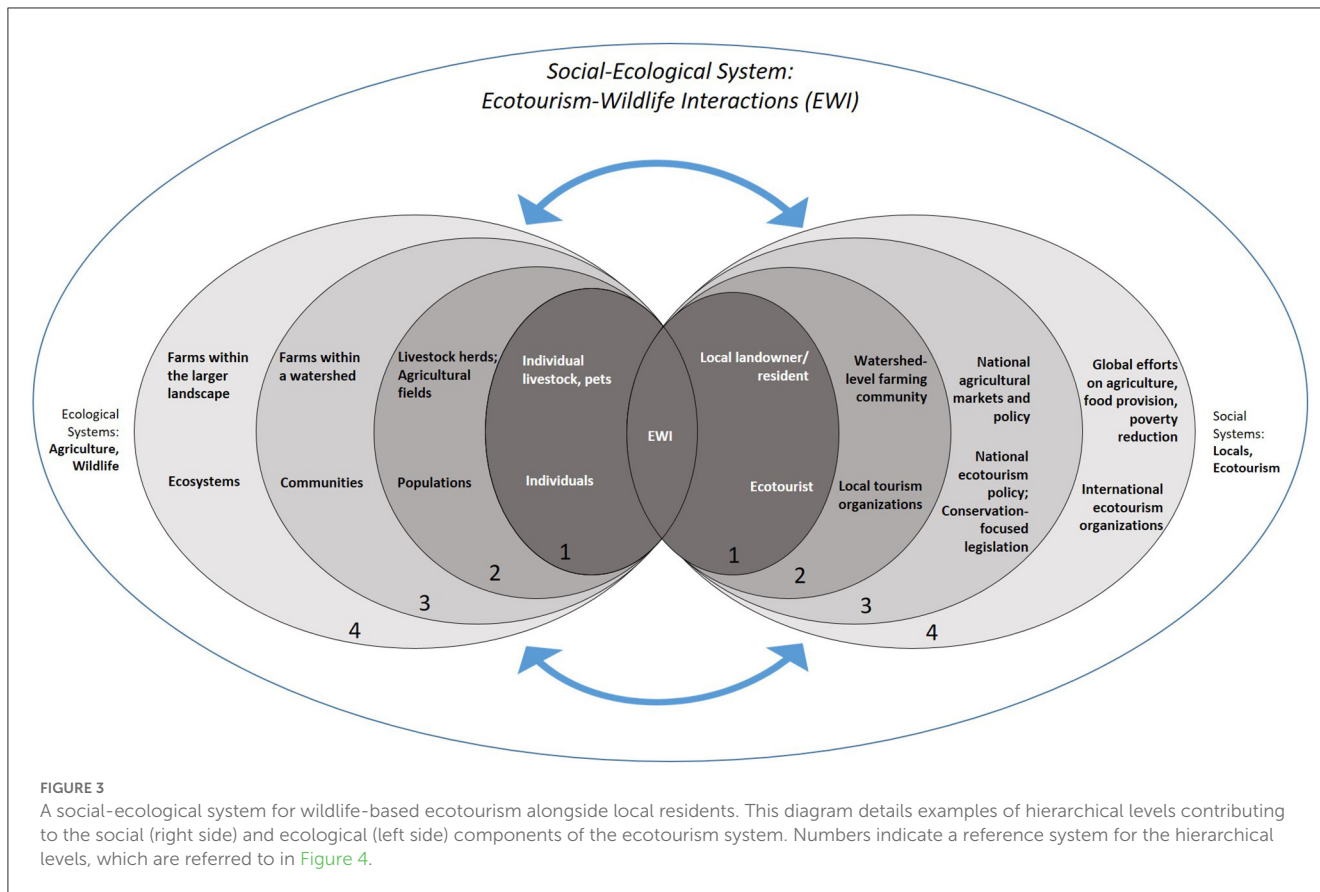 Social-Ecological System:
Ecotourism-Wildlife Interactions (EWI)
Ecological
Systems:
Agriculture,
Wildlife
Farms within
the larger
landscape
Ecosystems
4
Farms within
a watershed
Communities
3
Livestock herds;
Agricultural
fields
Populations
2
Individual
livestock, pets
Individuals
1
EWI
Local landowner/
resident
Ecotourist
1
Watershed-
level farming
community
Local tourism
organizations
2
National
agricultural
markets and
policy
National
ecotourism
policy;
Conservation-
focused
legislation
3
Global efforts
on agriculture,
food provision,
poverty
reduction
International
ecotourism
organizations
4
Social
Systems:
Locals,
Ecotourism
FIGURE 3
A social-ecological system for wildlife-based ecotourism alongside local residents. This diagram details examples of hierarchical levels contributing
to the social (right side) and ecological (left side) components of the ecotourism system. Numbers indicate a reference system for the hierarchical
levels, which are referred to in Figure 4.